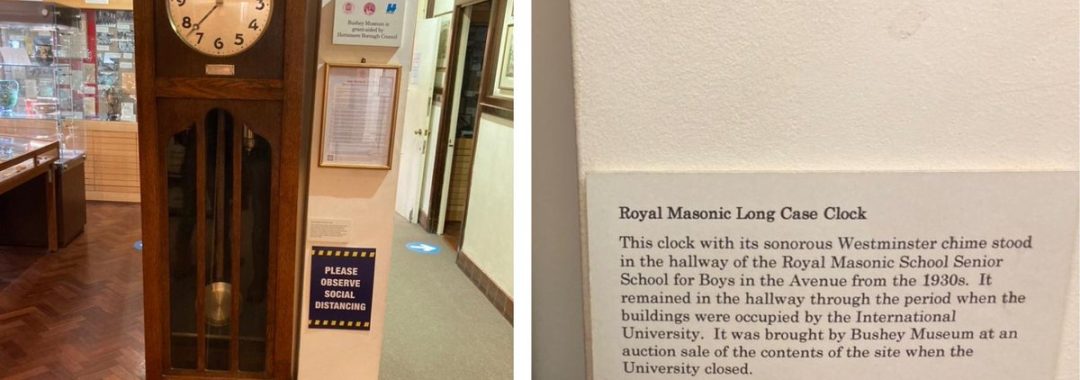 9
3
8
4
7
6
5
Bushey Museum is
grant-aided by
Hertsmere Borough Council
PLEASE
OBSERVE
SOCIAL
DISTANCING
Royal Masonic Long Case Clock
This clock with its sonorous Westminster chime stood
in the hallway of the Royal Masonic School Senior
School for Boys in the Avenue from the 1930s. It
remained in the hallway through the period when the
buildings were occupied by the International
University. It was brought by Bushey Museum at an
auction sale of the contents of the site when the
University closed.